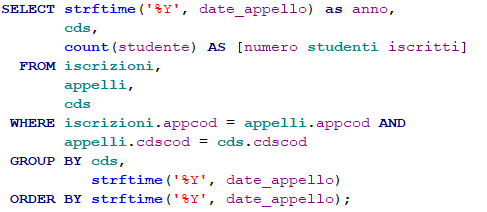 SELECT strftime('%Y', date_appello) as anno,
cds,
count(studente) AS [numero studenti iscritti]
FROM iscrizioni,
appelli,
cds
WHERE iscrizioni.appcod = appelli.appcod AND
appelli.cdscod = cds.cdscod
GROUP BY cds,
strftime('%Y', date_appello)
ORDER BY strftime('%Y', date_appello);